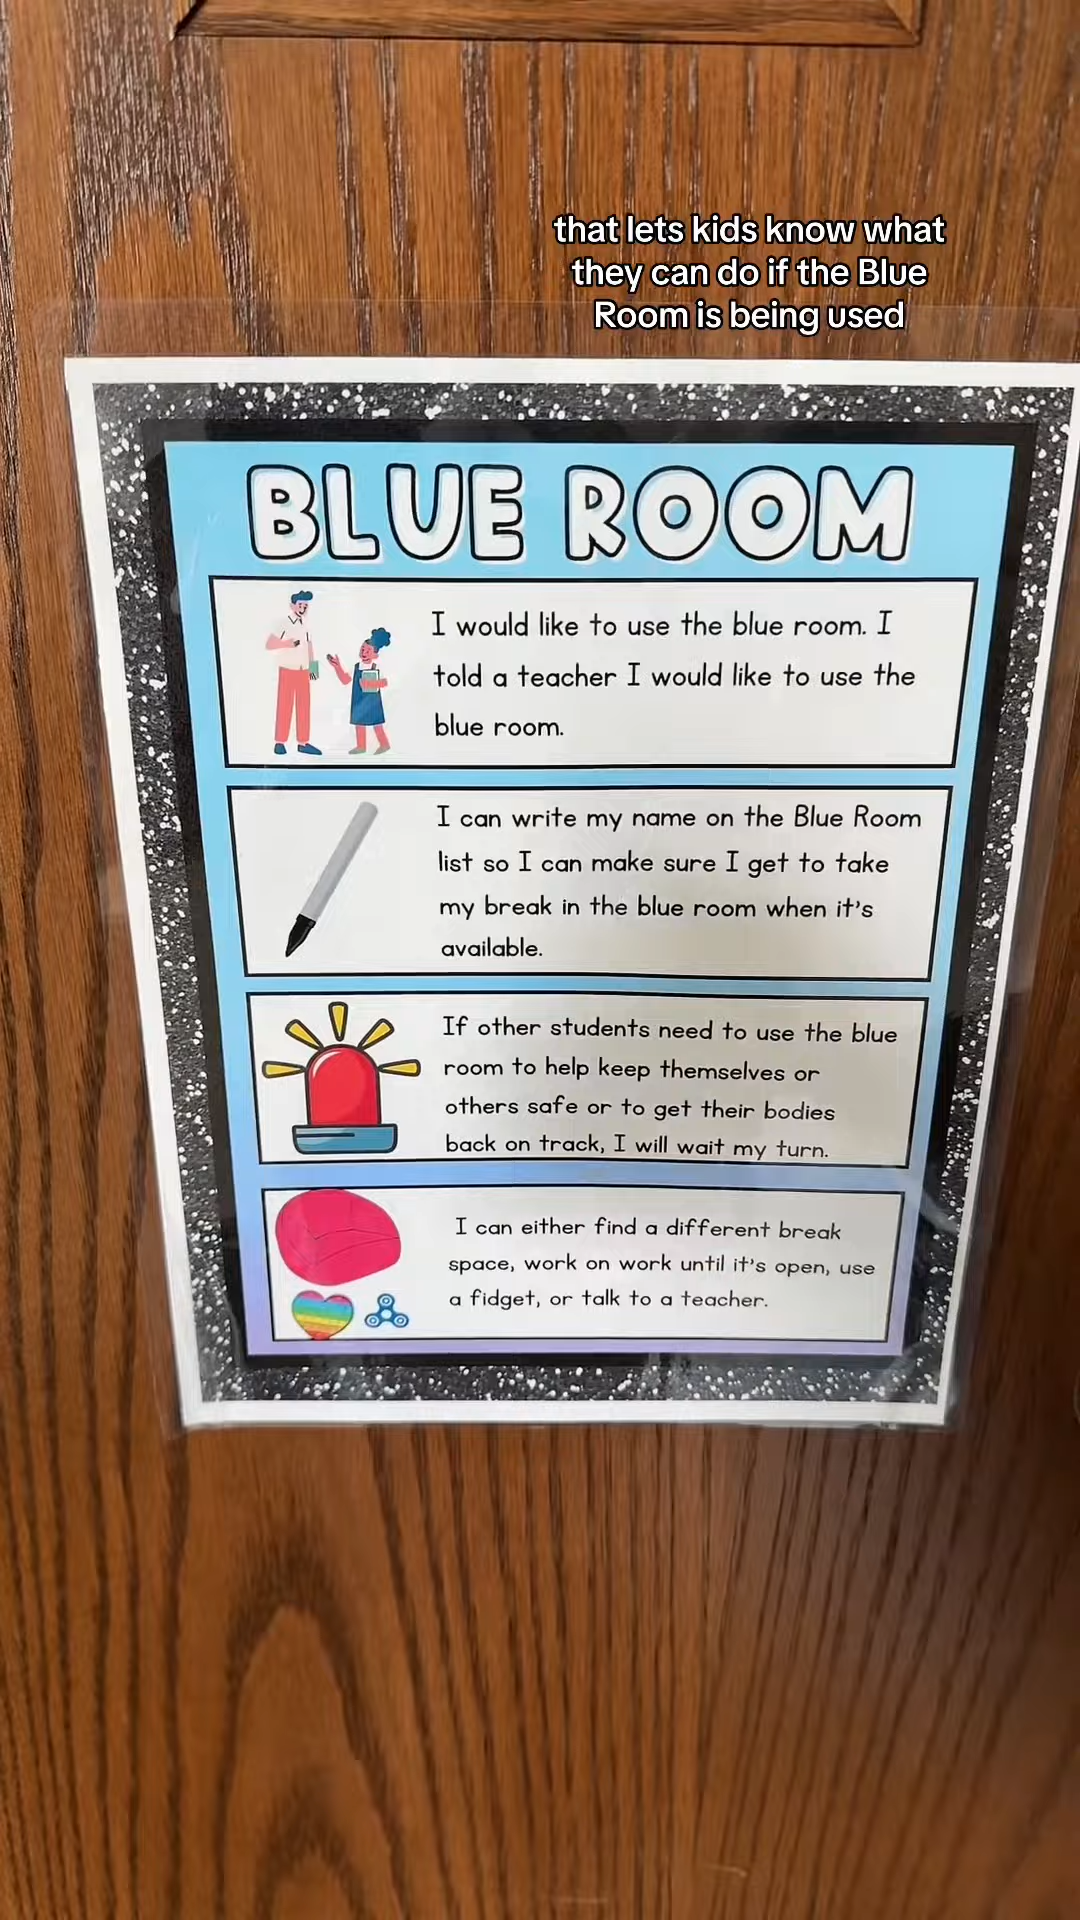 that lets kids know what
they can do if the Blue
Room is being used
BLUE ROOM
I would like to use the blue room. I
told a teacher I would like to use the
blue room.
I can write my name on the Blue Room
list so I can make sure I get to take
my break in the blue room when it's
available.
If other students need to use the blue
room to help keep themselves or
others safe or to get their bodies
back on track, I will wait my turn.
I can either find a different break
space, work on work until it's open, use
a fidget, or talk to a teacher.